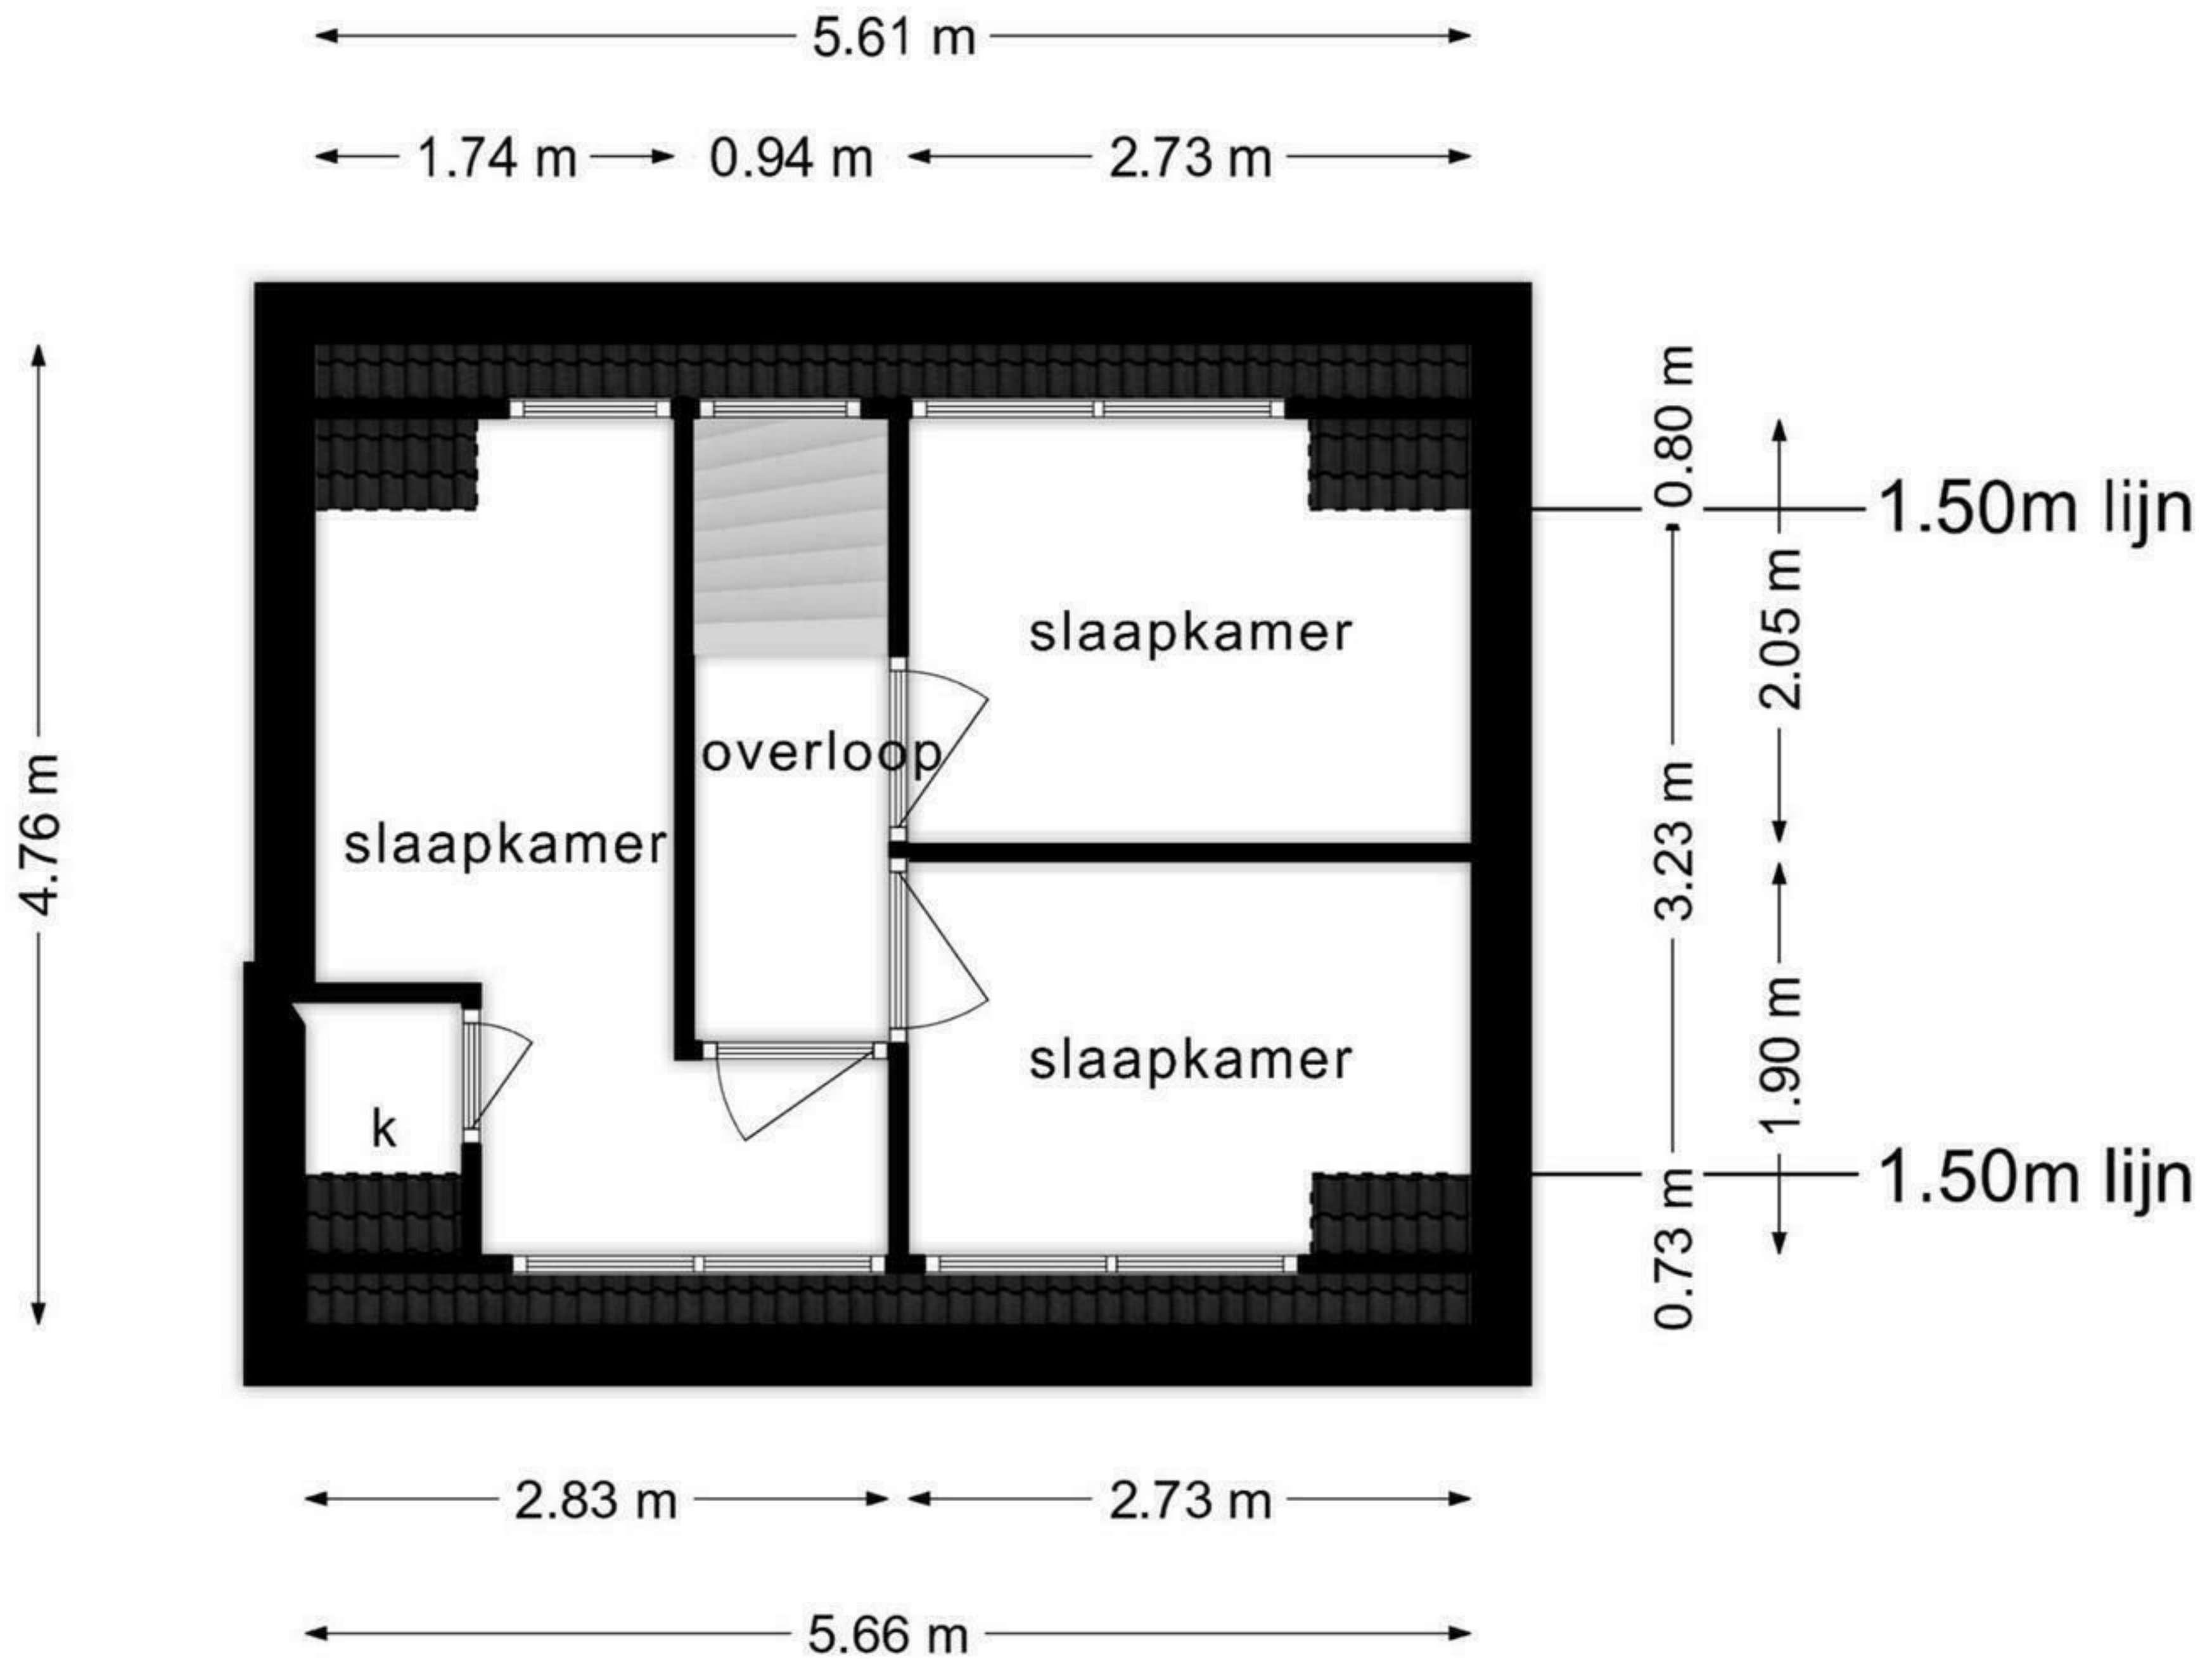 5.61 m
1.74 m
0.94 m
2.73 m
0.80 m
1.50m lijn
2.05 m
slaapkamer
overloop
slaapkamer
4.76 m
3.23 m
1.90 m
slaapkamer
k
1.50m lijn
0.73 m
2.83 m
2.73 m
5.66 m